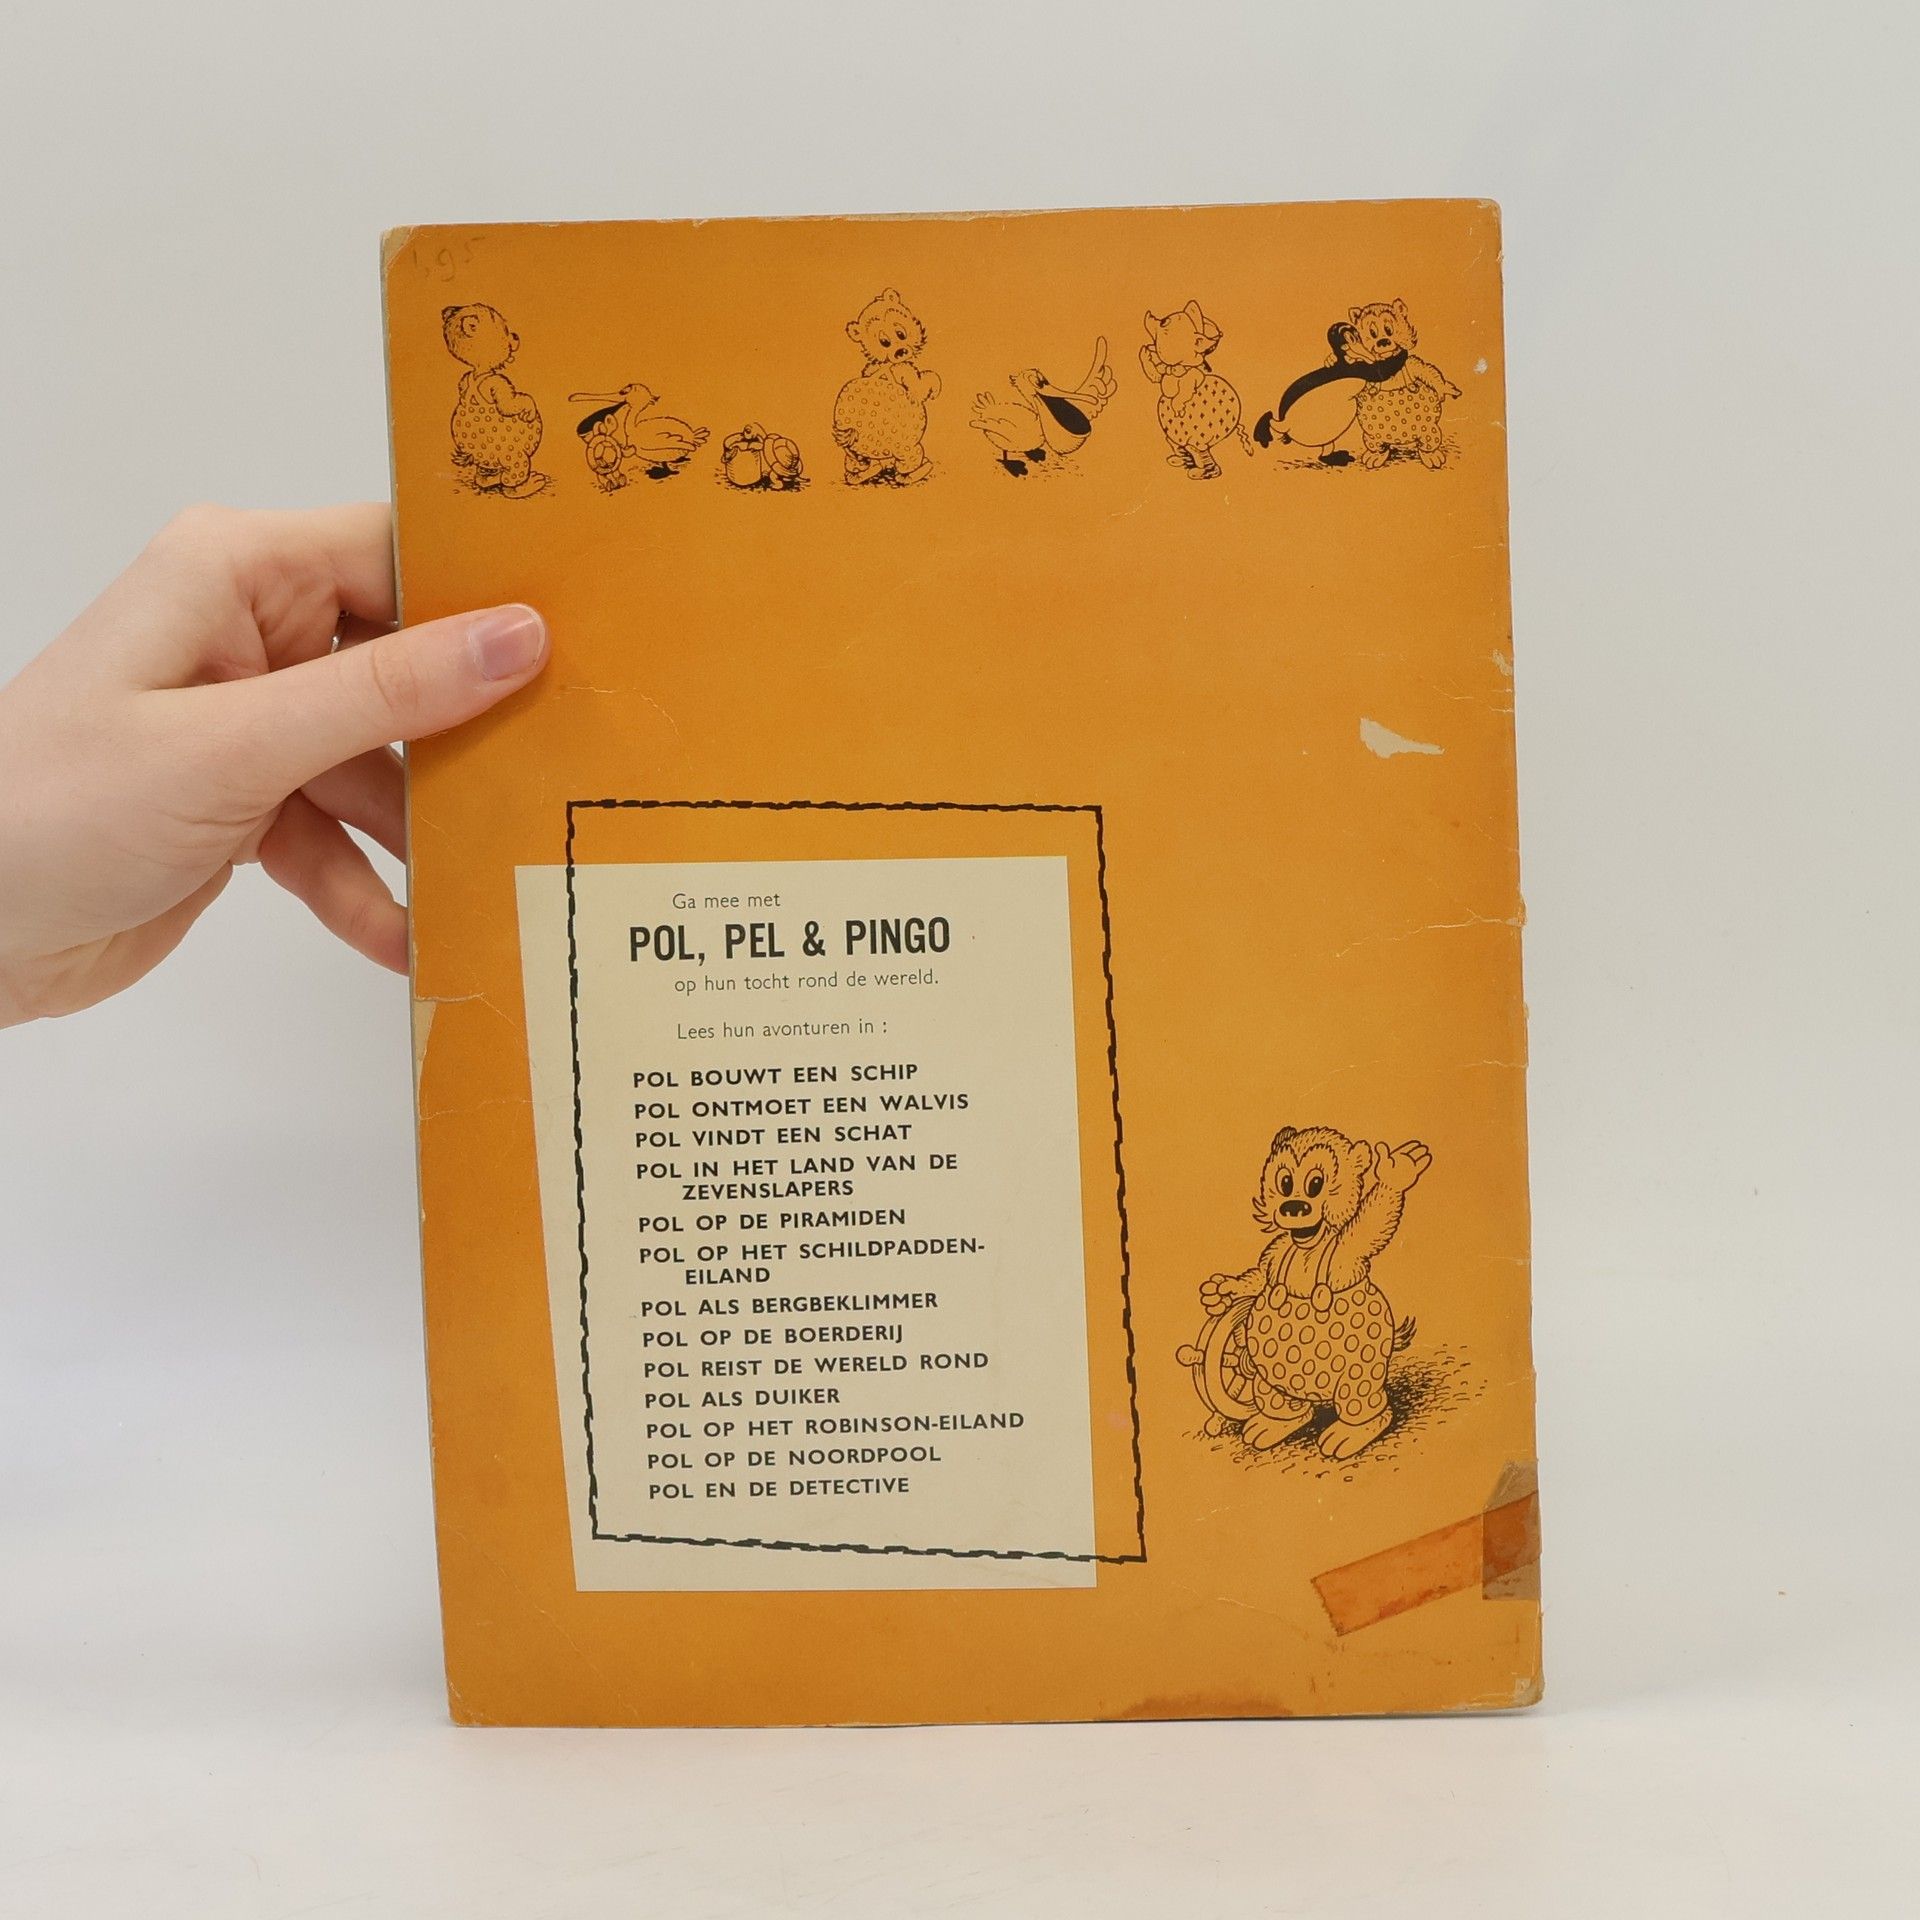 Ga mee met
POL, PEL & PINGO
op hun tocht rond de wereld.
Lees hun avonturen in :
POL BOUWT EEN SCHIP
POL ONTMOET EEN WALVIS
POL VINDT EEN SCHAT
POL IN HET LAND VAN DE
ZEVENSLAPERS
POL OP DE PIRAMIDEN
POL OP HET SCHILDPADDEN-
EILAND
POL ALS BERGBEKLIMMER
POL OP DE BOERDERIJ
POL REIST DE WERELD ROND
POL ALS DUIKER
POL OP HET ROBINSON-EILAND
POL OP DE NOORDPOOL
POL EN DE DETECTIVE